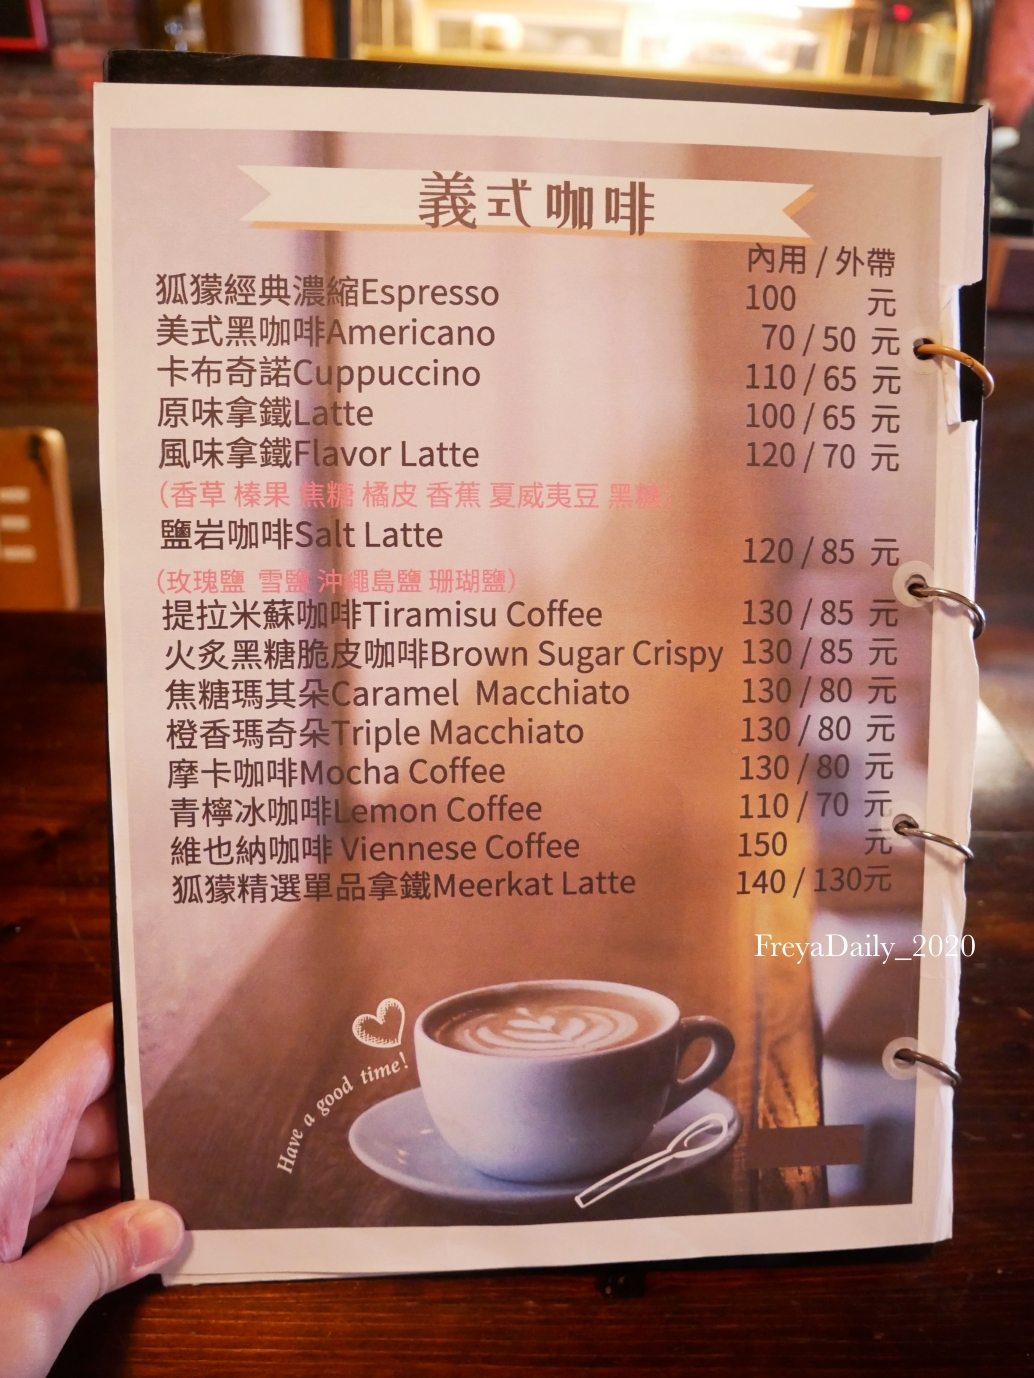 義式咖啡
內用 / 外帶
狐獴經典濃縮Espresso 100 元
美式黑咖啡Americano 70 / 50 元
卡布奇諾Cuppuccino 110 / 65 元
原味拿鐵Latte 100 / 65 元
風味拿鐵Flavor Latte 120 / 70 元
(香草 榛果 焦糖 橘皮 香蕉 夏威夷豆 黑糖)
鹽岩咖啡Salt Latte 120 / 85 元
(玫瑰鹽 雪鹽 沖繩島鹽 珊瑚鹽)
提拉米蘇咖啡Tiramisu Coffee 130 / 85 元
火炙黑糖脆皮咖啡Brown Sugar Crispy 130 / 85 元
焦糖瑪其朵Caramel Macchiato 130 / 80 元
橙香瑪奇朵Triple Macchiato 130 / 80 元
摩卡咖啡Mocha Coffee 130 / 80 元
青檸冰咖啡Lemon Coffee 110 / 70 元
維也納咖啡 Viennese Coffee 150 元
狐獴精選單品拿鐵Meerkat Latte 140 / 130元
FreyaDaily_2020
Have a good time!